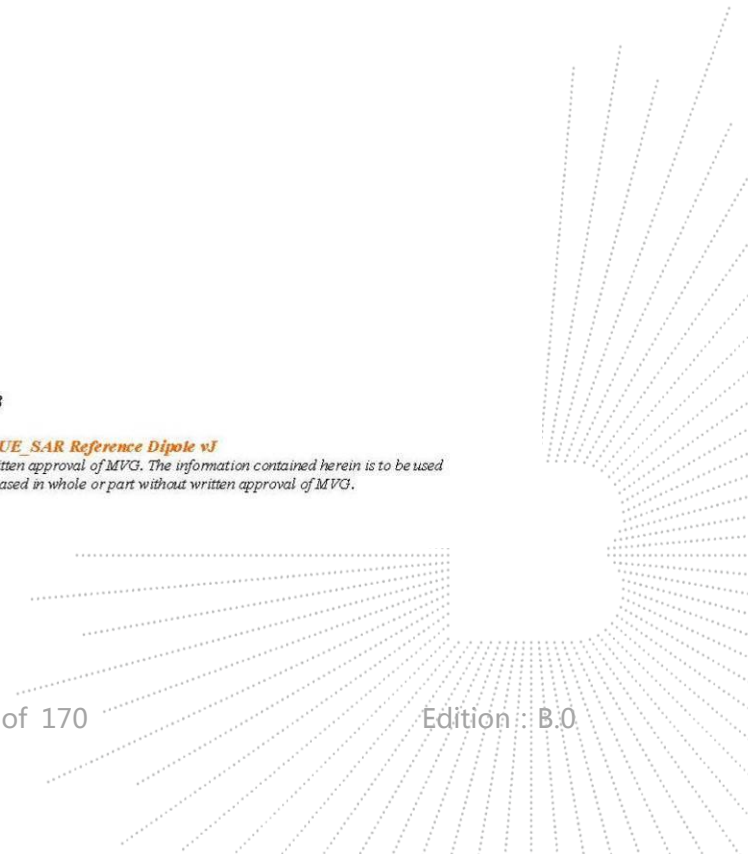 UE_SAR Reference Dipole vJ
tten approval of MVG. The information contained herein is to be used
ased in whole or part without written approval of MVG.
of 170
Edition : B.0